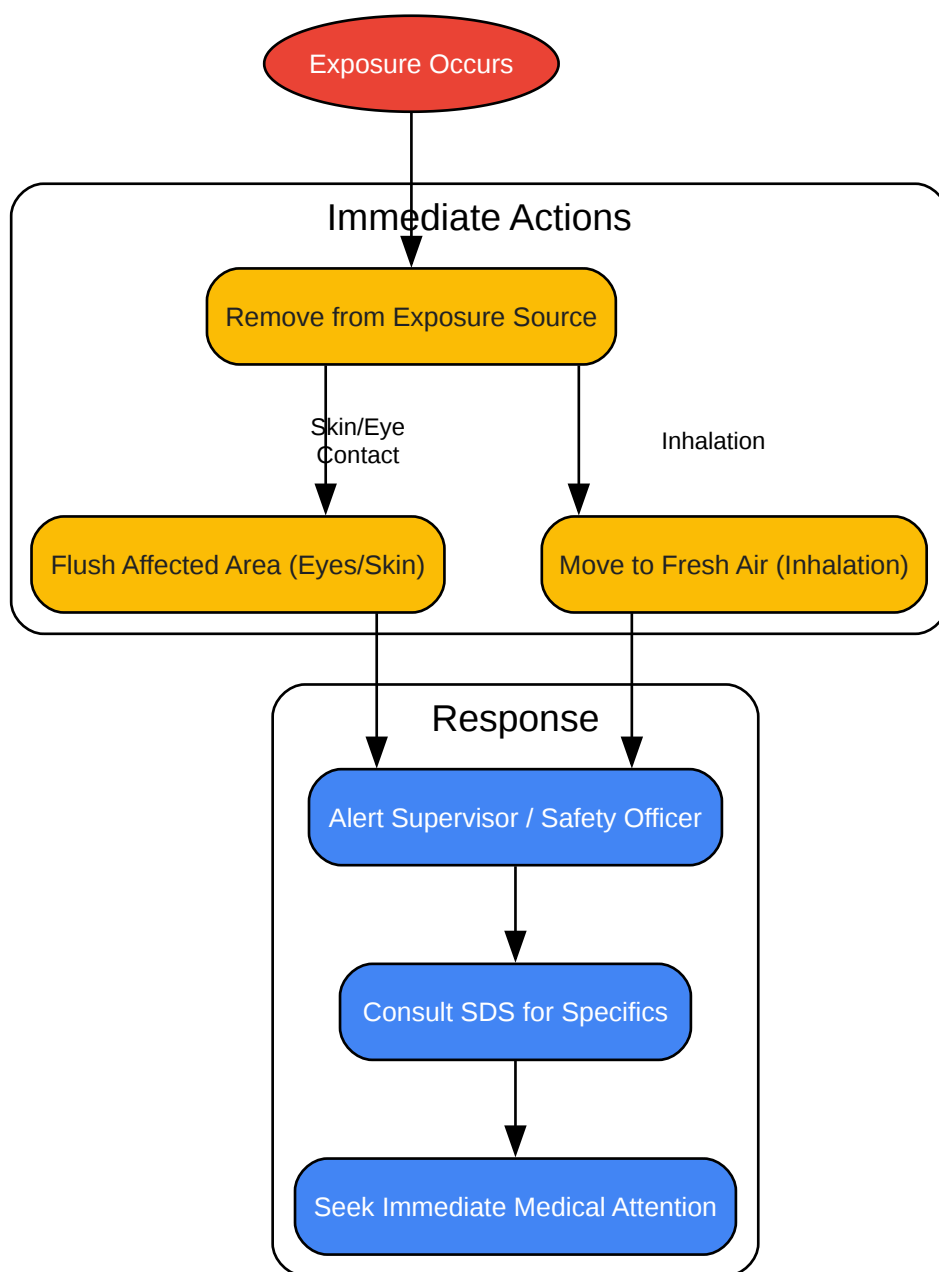 Exposure Occurs
Immediate Actions
Remove from Exposure Source
Skin/Eye
Contact
Inhalation
Flush Affected Area (Eyes/Skin)
Move to Fresh Air (Inhalation)
Response
Alert Supervisor / Safety Officer
Consult SDS for Specifics
Seek Immediate Medical Attention